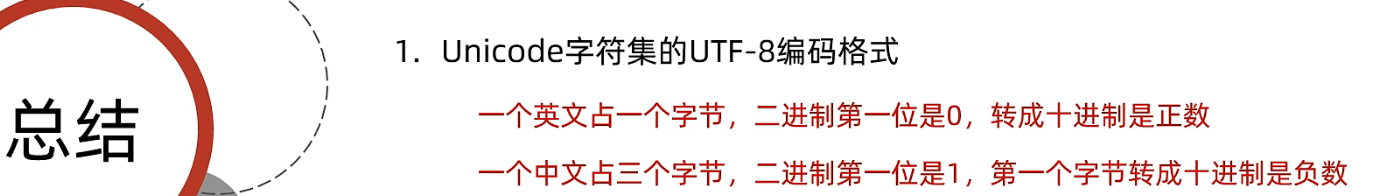 总结
1. Unicode字符集的UTF-8编码格式
一个英文占一个字节，二进制第一位是0，转成十进制是正数
一个中文占三个字节，二进制第一位是1，第一个字节转成十进制是负数